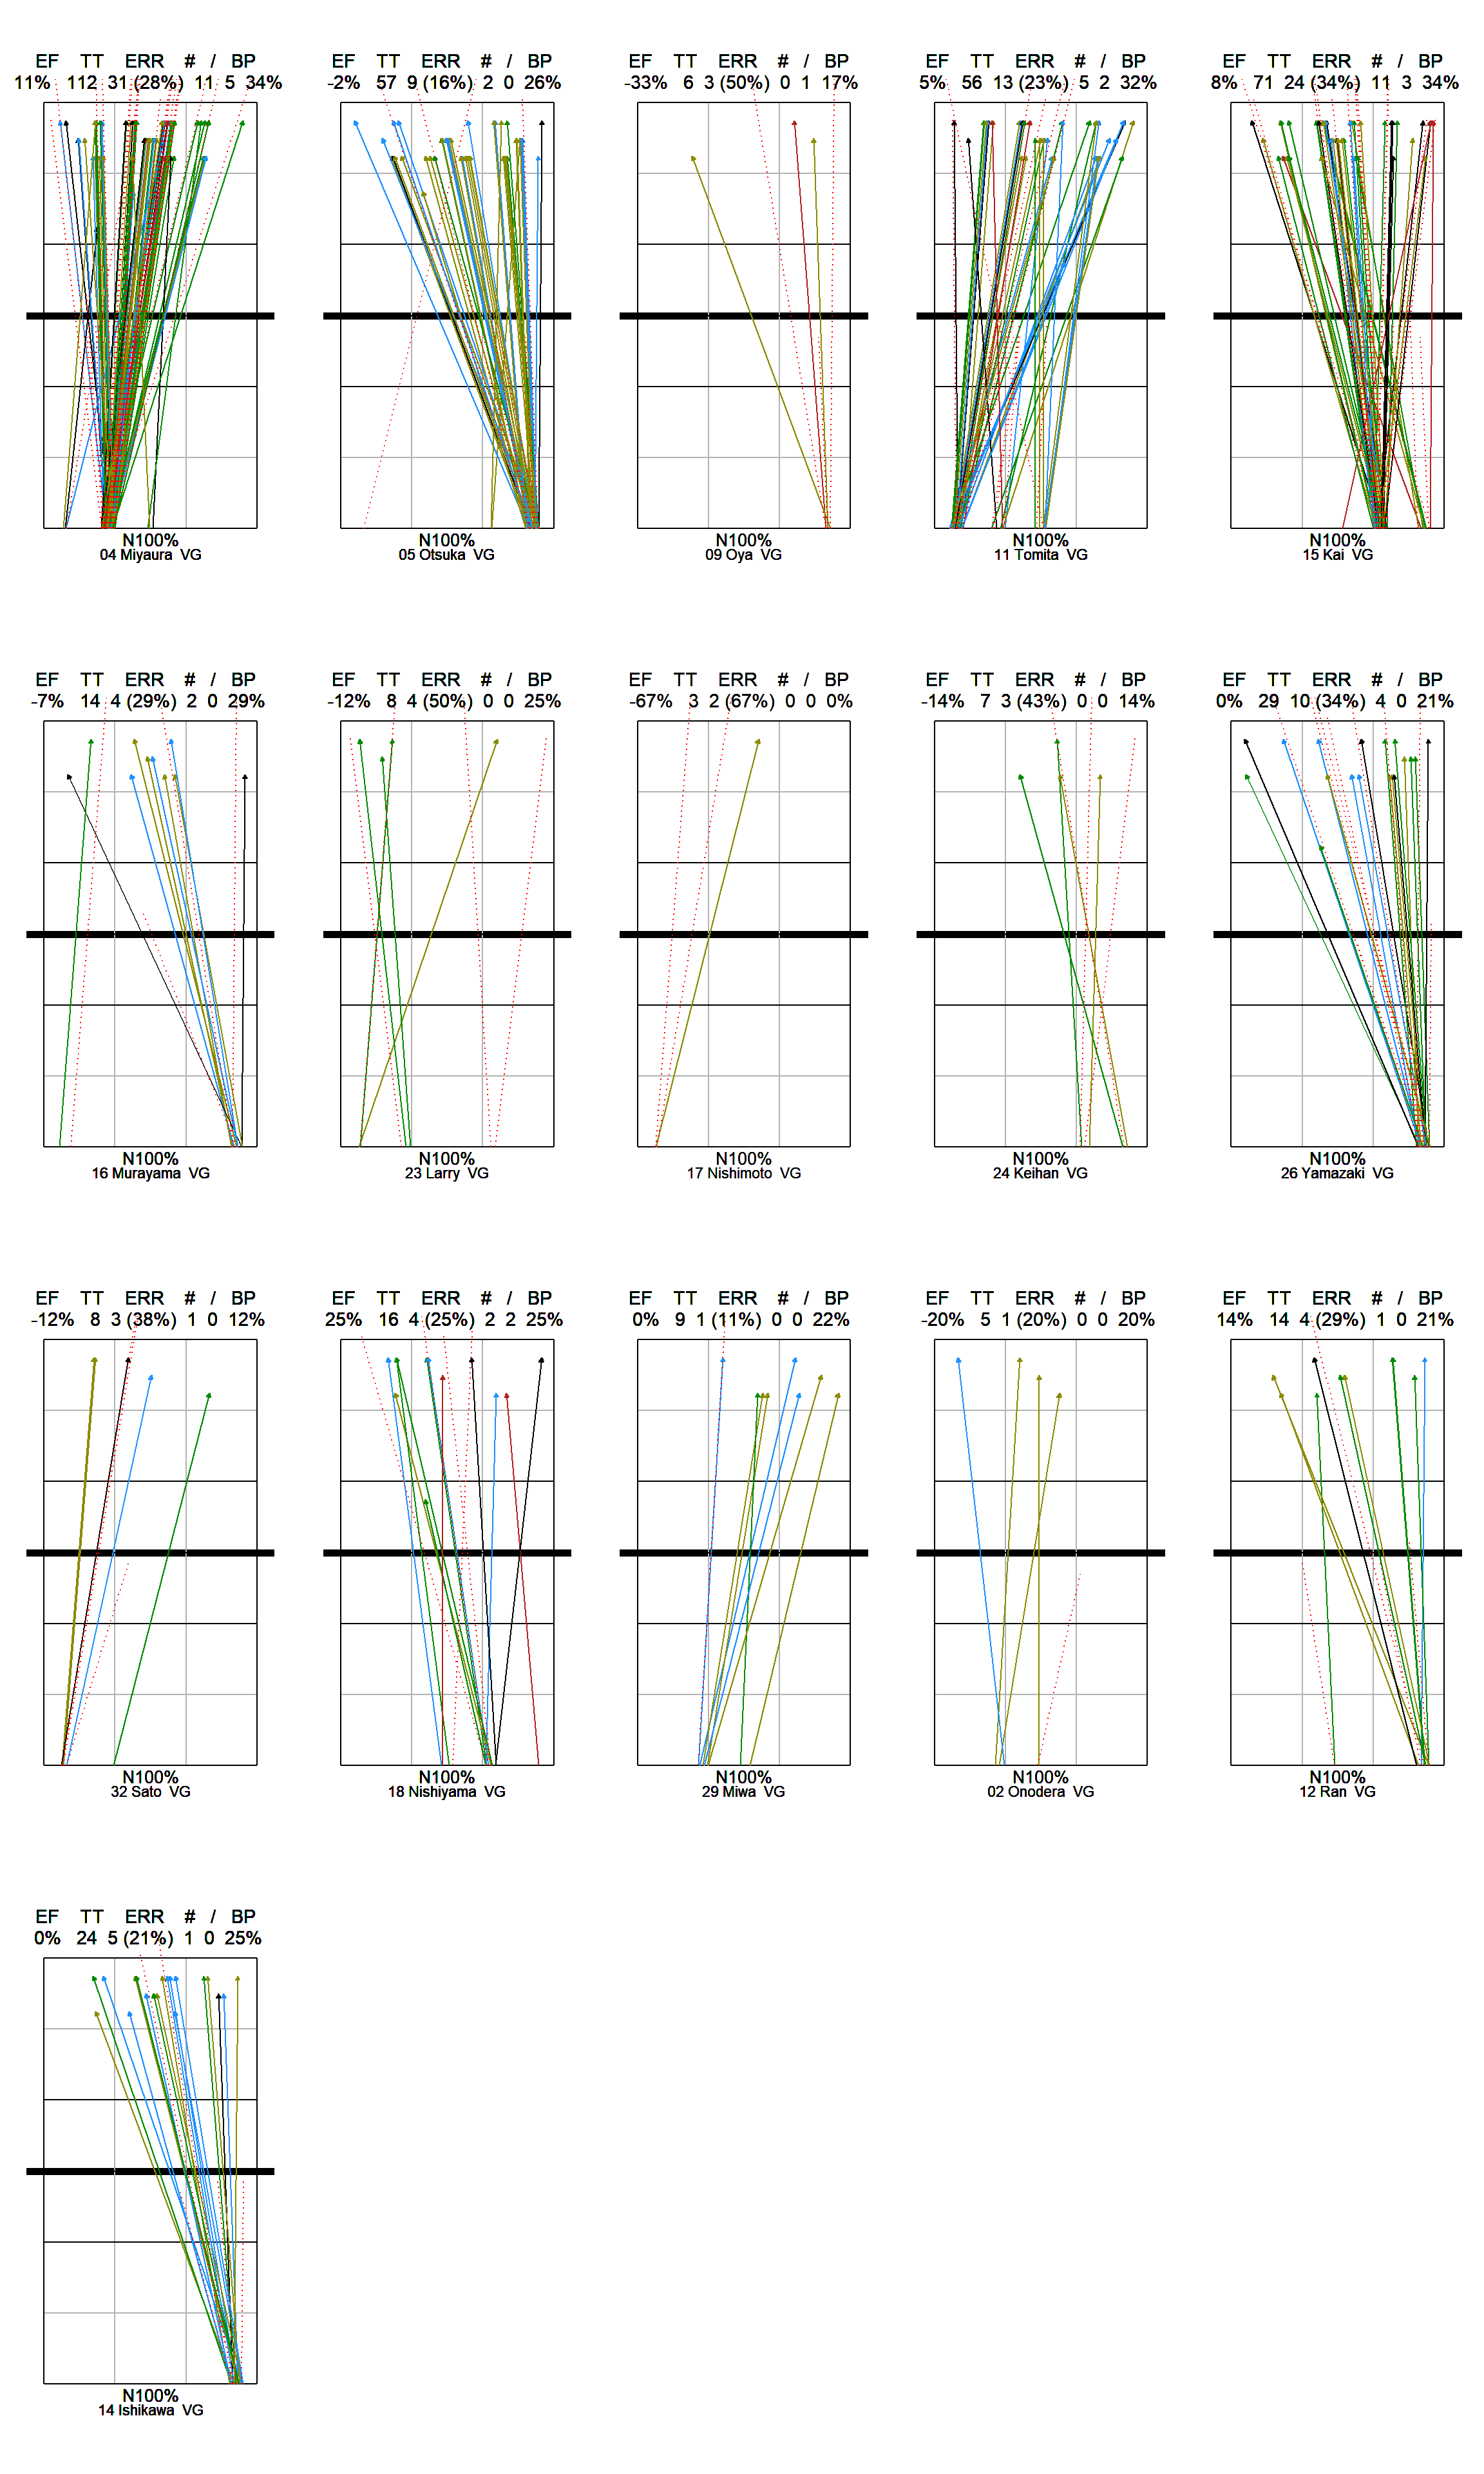 EF TT ERR # / BP EF TT ERR # / BP EF TT ERR # / BP EF TT ERR # / BP EF TT ERR # / BP
11% 112 31 (28%) 11 5 34% -2% 57 9 (16%) 2 0 26% -33% 6 3 (50%) 0 1 17% 5% 56 13 (23%) 5 2 32% 8% 71 24 (34%) 11 3 34%
N100% N100% N100% N100% N100%
04 Miyaura VG 05 Otsuka VG 09 Oya VG 11 Tomita VG 15 Kai VG
EF TT ERR # / BP EF TT ERR # / BP EF TT ERR # / BP EF TT ERR # / BP EF TT ERR # / BP
-7% 14 4 (29%) 2 0 29% -12% 8 4 (50%) 0 0 25% -67% 3 2 (67%) 0 0 0% -14% 7 3 (43%) 0 0 14% 0% 29 10 (34%) 4 0 21%
N100% N100% N100% N100% N100%
16 Murayama VG 23 Larry VG 17 Nishimoto VG 24 Keihan VG 26 Yamazaki VG
EF TT ERR # / BP EF TT ERR # / BP EF TT ERR # / BP EF TT ERR # / BP EF TT ERR # / BP
-12% 8 3 (38%) 1 0 12% 25% 16 4 (25%) 2 2 25% 0% 9 1 (11%) 0 0 22% -20% 5 1 (20%) 0 0 20% 14% 14 4 (29%) 1 0 21%
N100% N100% N100% N100% N100%
32 Sato VG 18 Nishiyama VG 29 Miwa VG 02 Onodera VG 12 Ran VG
EF TT ERR # / BP
0% 24 5 (21%) 1 0 25%
N100%
14 Ishikawa VG